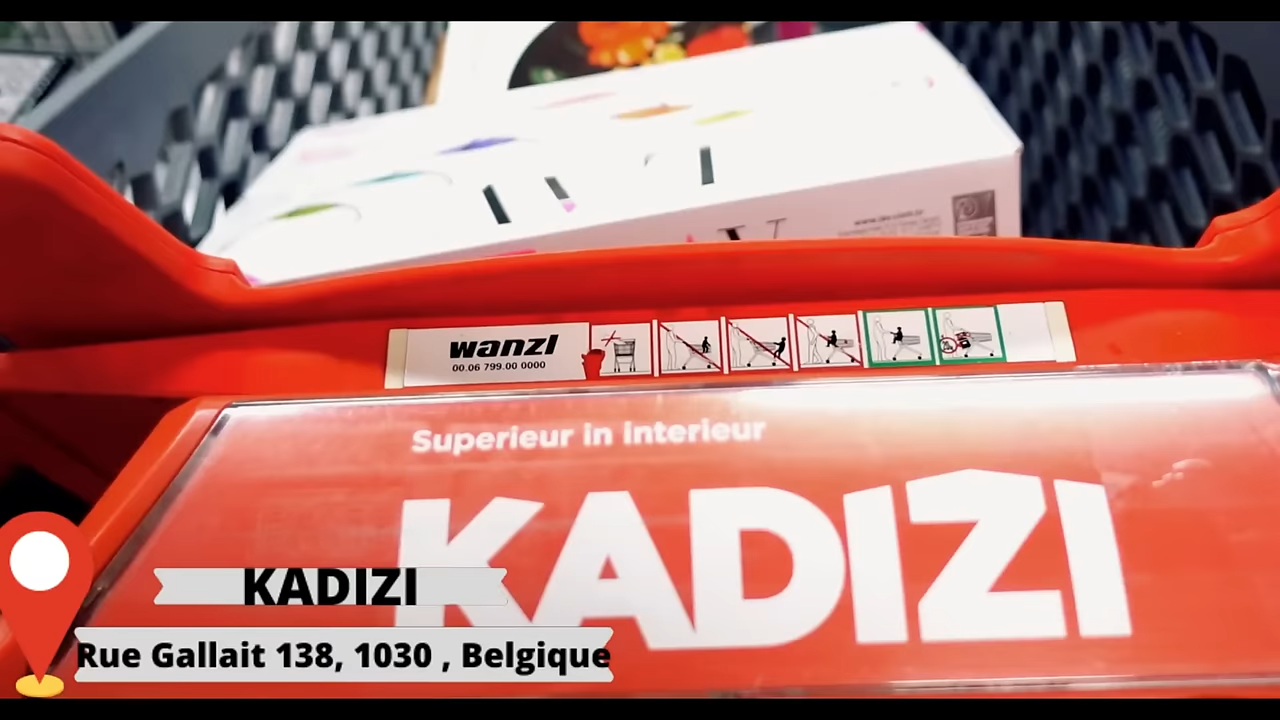 wanzl
00.06 799.00 0000
Superieur in interieur
KADIZI
KADIZI
Rue Gallait 138, 1030 , Belgique